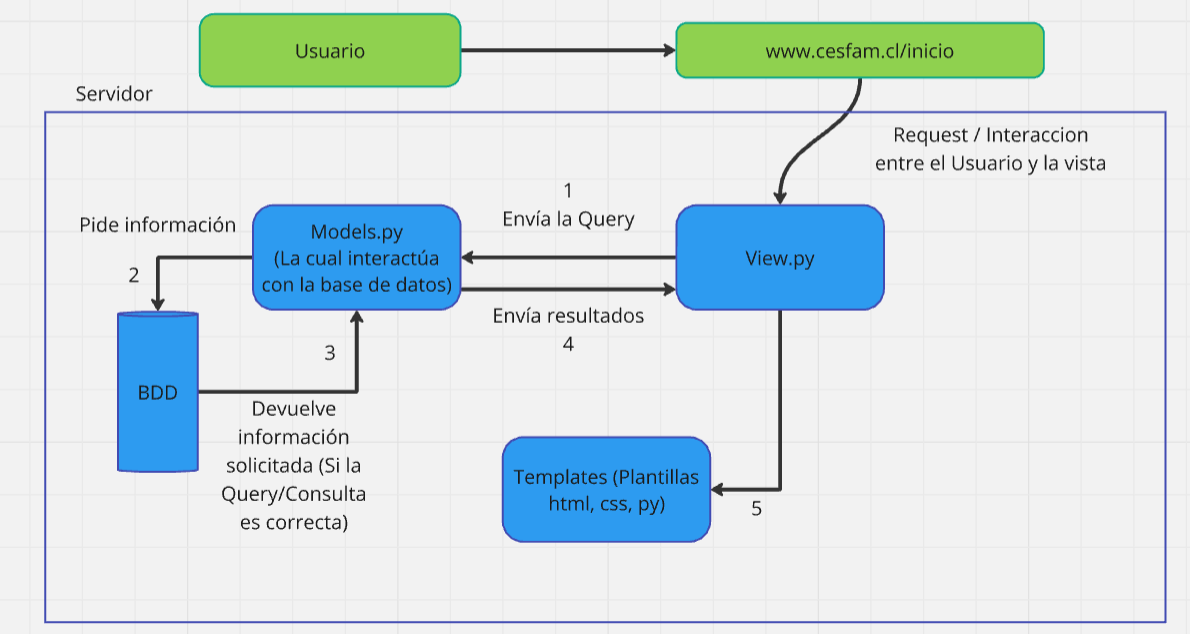 Usuario
www.cesfam.cl/inicio
Servidor
Request / Interaccion
entre el Usuario y la vista
1
Envía la Query
Pide información
Models.py
(La cual interactúa
con la base de datos)
View.py
2
Envía resultados
4
3
BDD
Devuelve
información
solicitada (Si la
Query/Consulta
es correcta)
Templates (Plantillas
html, css, py)
5